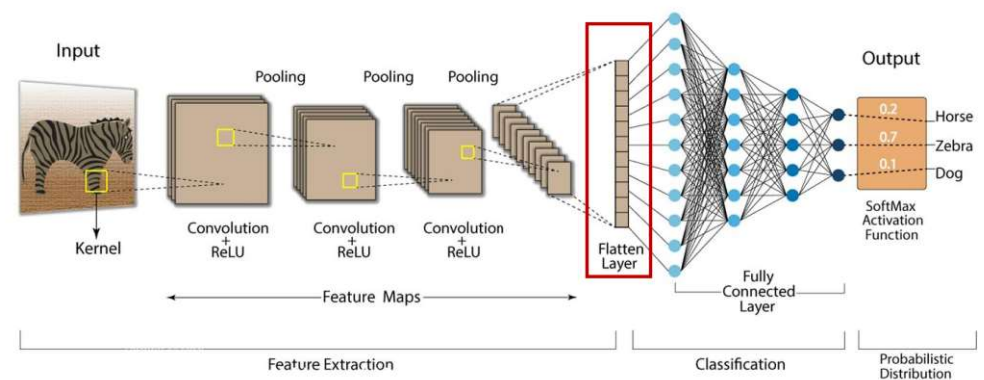 Input
Pooling
Pooling
Pooling
Output
0.2
Horse
0.7
Zebra
0.1
Dog
Kernel
Convolution
+
ReLU
Convolution
+
ReLU
Convolution
+
ReLU
Flatten
Layer
SoftMax
Activation
Function
Feature Maps
Fully
Connected
Layer
Feature Extraction
Classification
Probabilistic
Distribution